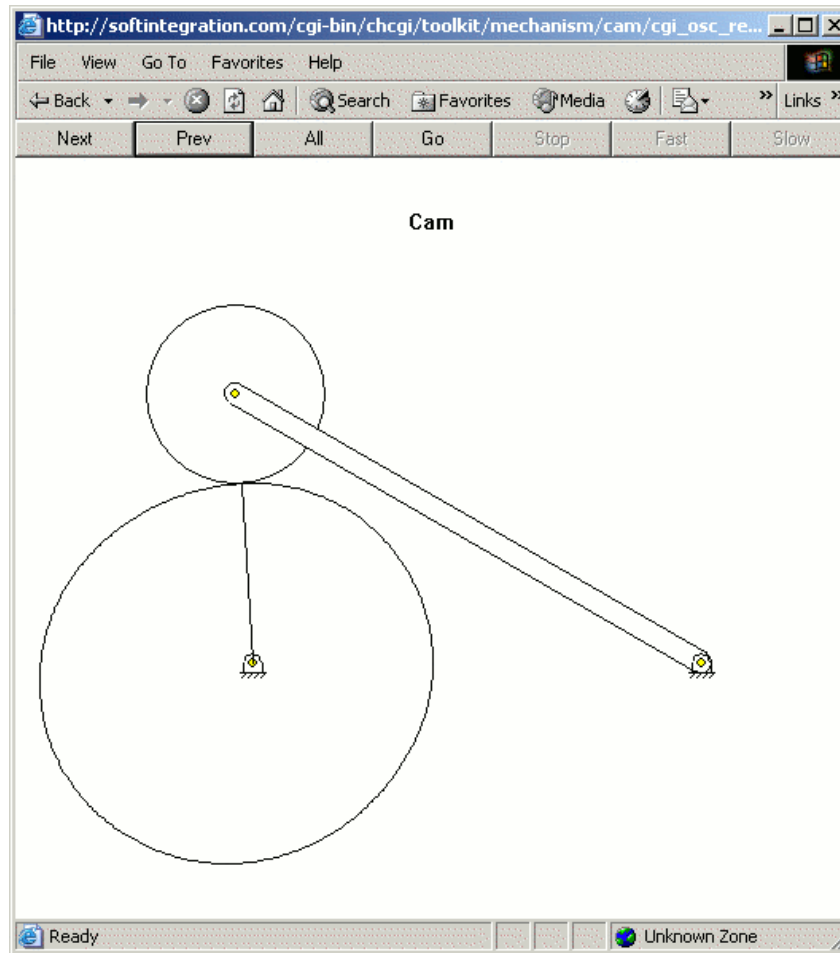 http://softintegration.com/cgi-bin/chcgi/toolkit/mechanism/cam/cgi_osc_re...
File View Go To Favorites Help
Back Search Favorites Media » Links »
Next Prev All Go Stop Fast Slow
Cam
Ready Unknown Zone